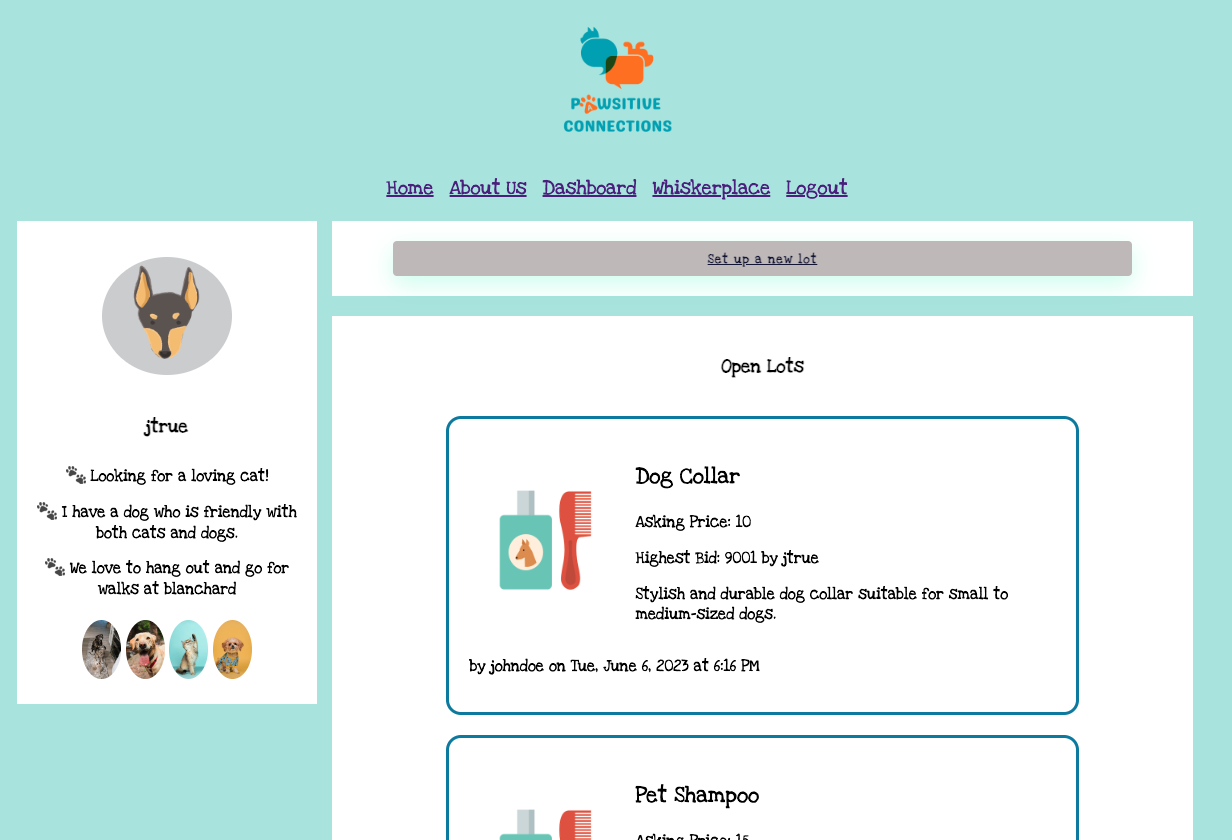 PAWSITIVE
CONNECTIONS
Home About Us Dashboard Whiskerplace Logout
Set up a new lot
jtrue
Looking for a loving cat!
I have a dog who is friendly with
both cats and dogs.
We love to hang out and go for
walks at blanchard
Open Lots
Dog Collar
Asking Price: 10
Highest Bid: 9001 by jtrue
Stylish and durable dog collar suitable for small to
medium-sized dogs.
by johndoe on Tue, June 6, 2023 at 6:16 PM
Pet Shampoo
Asking Price: 15